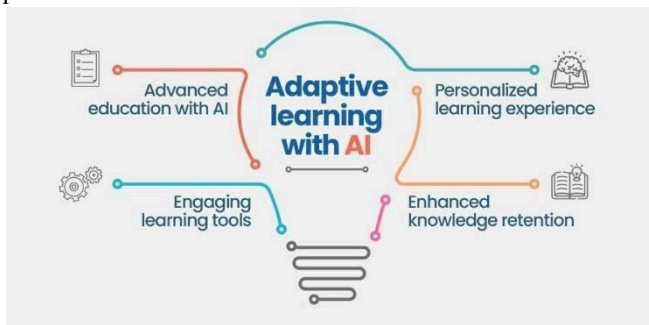 Adaptive
learning
with AI
Advanced
education with AI
Personalized
learning experience
Engaging
learning tools
Enhanced
knowledge retention